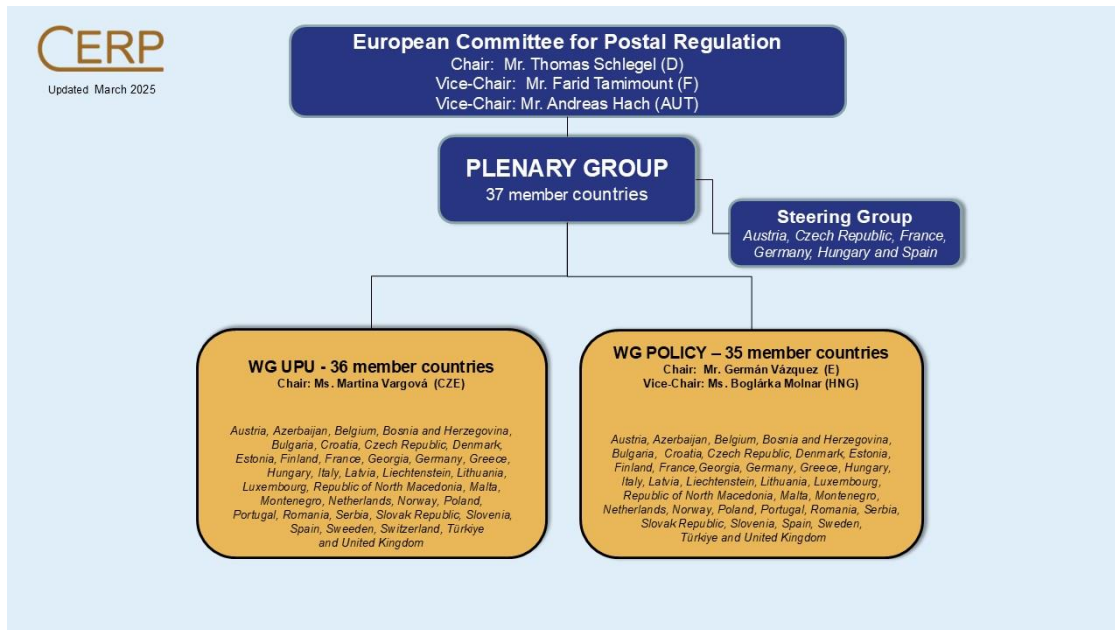 CERP
Updated March 2025
European Committee for Postal Regulation
Chair: Mr. Thomas Schlegel (D)
Vice-Chair: Mr. Farid Tamimount (F)
Vice-Chair: Mr. Andreas Hach (AUT)
PLENARY GROUP
37 member countries
Steering Group
Austria, Czech Republic, France,
Germany, Hungary and Spain
WG UPU - 36 member countries
Chair: Ms. Martina Vargová (CZE)
Austria, Azerbaijan, Belgium, Bosnia and Herzegovina,
Bulgaria, Croatia, Czech Republic, Denmark,
Estonia, Finland, France, Georgia, Germany, Greece,
Hungary, Italy, Latvia, Liechtenstein, Lithuania,
Luxembourg, Republic of North Macedonia, Malta,
Montenegro, Netherlands, Norway, Poland,
Portugal, Romania, Serbia, Slovak Republic, Slovenia,
Spain, Sweeden, Switzerland, Türkiye
and United Kingdom
WG POLICY – 35 member countries
Chair: Mr. Germán Vázquez (E)
Vice-Chair: Ms. Boglárka Molnar (HNG)
Austria, Azerbaijan, Belgium, Bosnia and Herzegovina,
Bulgaria, Croatia, Czech Republic, Denmark, Estonia,
Finland, France,Georgia, Germany, Greece, Hungary,
Italy, Latvia, Liechtenstein, Lithuania, Luxembourg,
Republic of North Macedonia, Malta, Montenegro,
Netherlands, Norway, Poland, Portugal, Romania, Serbia,
Slovak Republic, Slovenia, Spain, Sweden,
Türkiye and United Kingdom